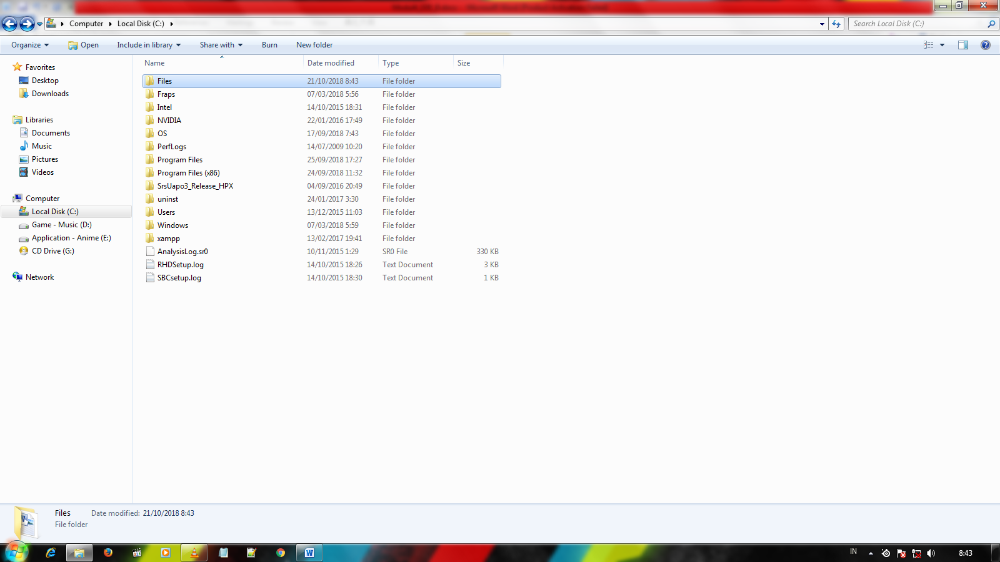 Computer Local Disk (C:) Search Local Disk (C:)
Organize Open Include in library Share with Burn New folder
Favorites
Desktop
Downloads
Libraries
Documents
Music
Pictures
Videos
Computer
Local Disk (C:)
Game - Music (D:)
Application - Anime (E:)
CD Drive (G:)
Network
Name Date modified Type Size
Files 21/10/2018 8:43 File folder
Fraps 07/03/2018 5:56 File folder
Intel 14/10/2015 18:31 File folder
NVIDIA 22/01/2016 17:49 File folder
OS 17/09/2018 7:43 File folder
PerfLogs 14/07/2009 10:20 File folder
Program Files 25/09/2018 17:27 File folder
Program Files (x86) 24/09/2018 11:32 File folder
SrsUapo3_Release_HPX 04/09/2016 20:49 File folder
uninst 24/01/2017 3:30 File folder
Users 13/12/2015 11:03 File folder
Windows 07/03/2018 5:59 File folder
xampp 13/02/2017 19:41 File folder
AnalysisLog.sr0 10/11/2015 1:29 SR0 File 330 KB
RHDSetup.log 14/10/2015 18:26 Text Document 3 KB
SBCsetup.log 14/10/2015 18:30 Text Document 1 KB
Files Date modified: 21/10/2018 8:43
File folder
IN 8:43